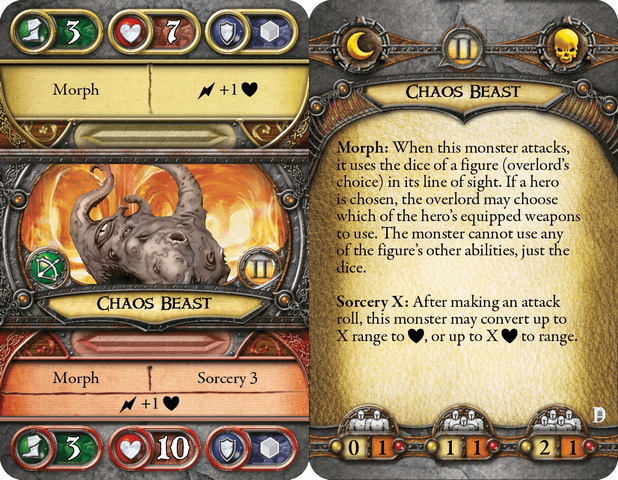 3 7
Morph +1
II
CHAOS BEAST
Morph Sorcery 3
+1
3 10
II
CHAOS BEAST
Morph: When this monster attacks,
it uses the dice of a figure (overlord's
choice) in its line of sight. If a hero
is chosen, the overlord may choose
which of the hero's equipped weapons
to use. The monster cannot use any
of the figure's other abilities, just the
dice.
Sorcery X: After making an attack
roll, this monster may convert up to
X range to ♥, or up to X ♥ to range.
D
0 1 1 1 2 1